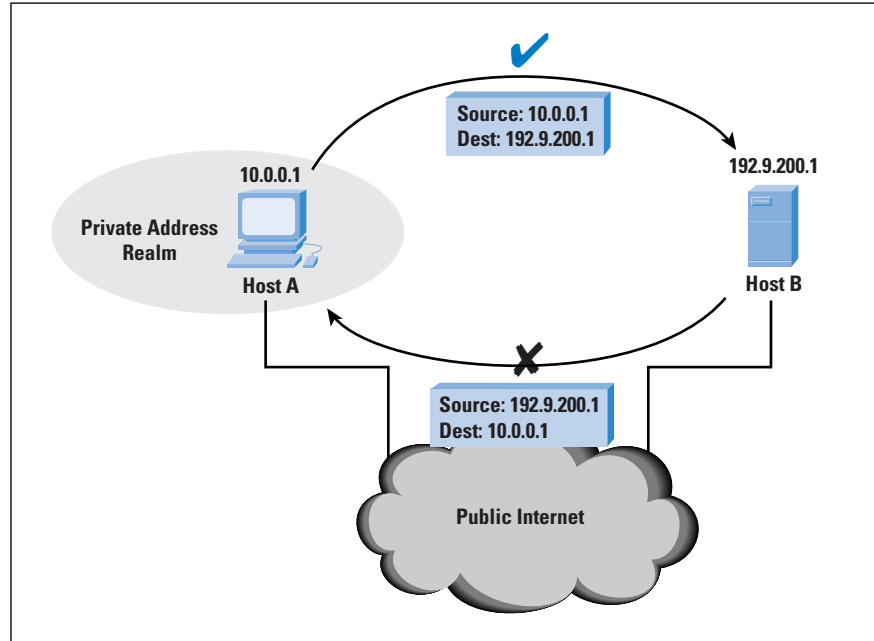 Source: 10.0.0.1
Dest: 192.9.200.1
192.9.200.1
10.0.0.1
Private Address
Realm
Host A
Host B
Source: 192.9.200.1
Dest: 10.0.0.1
Public Internet